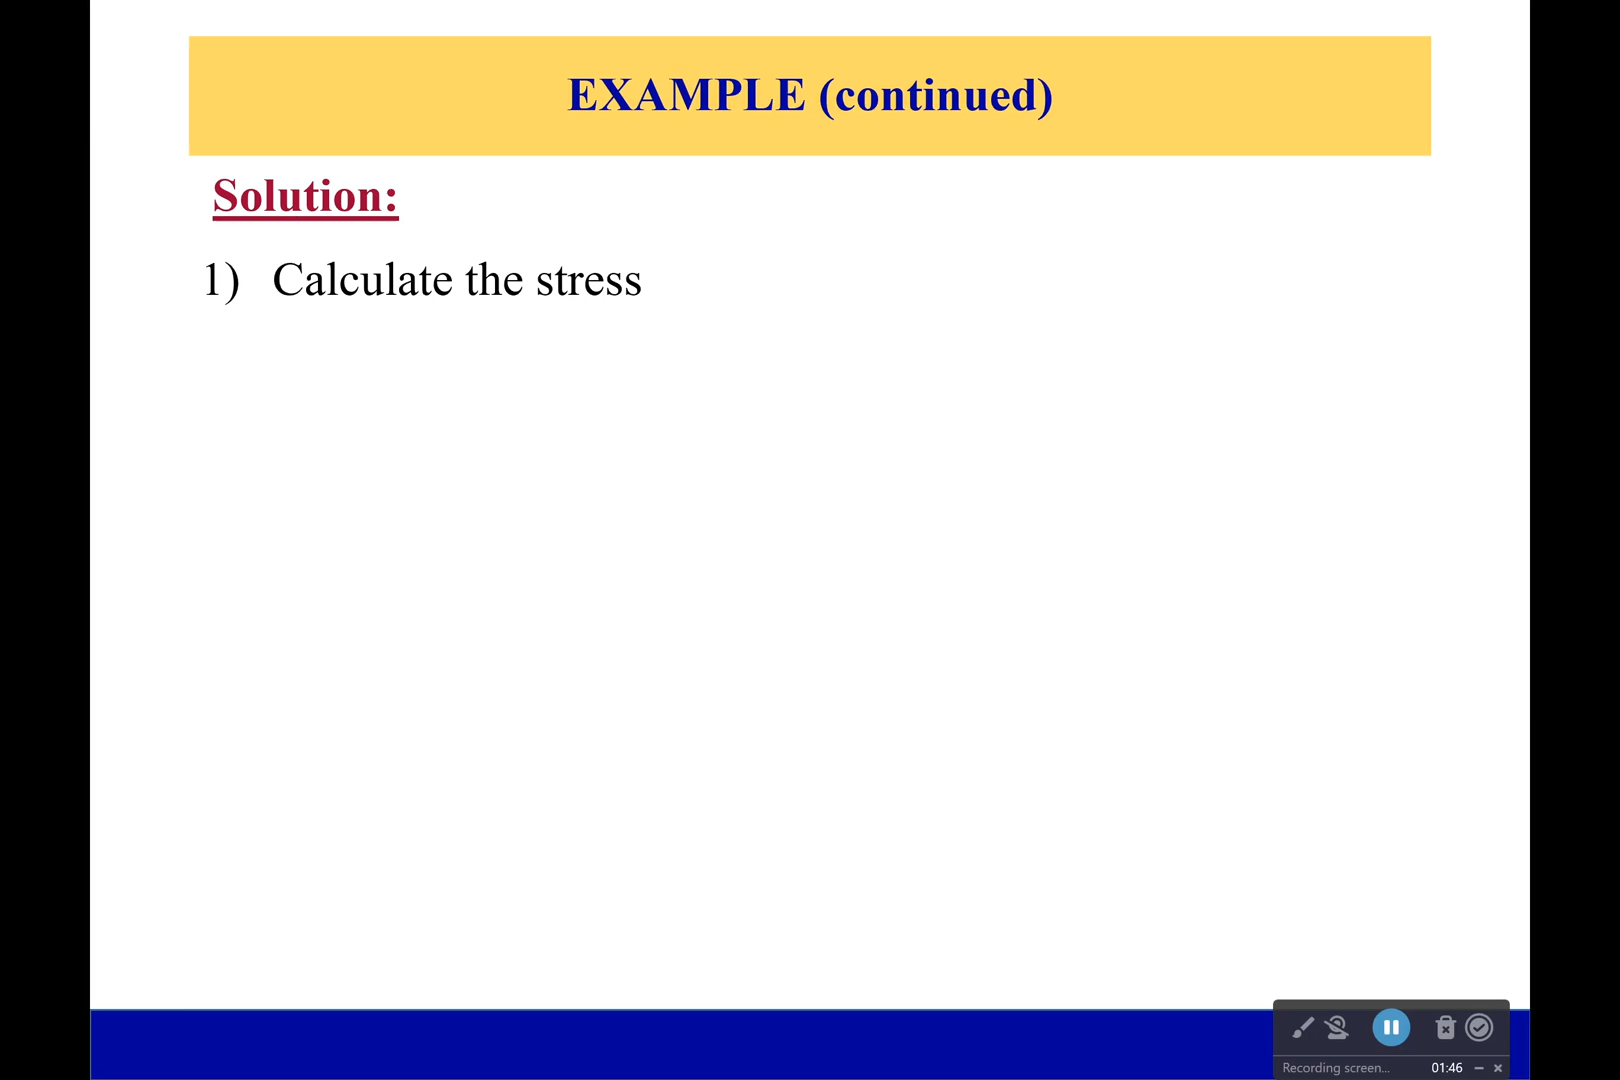 EXAMPLE (continued)
Solution:
1) Calculate the stress
Recording screen... 01:46